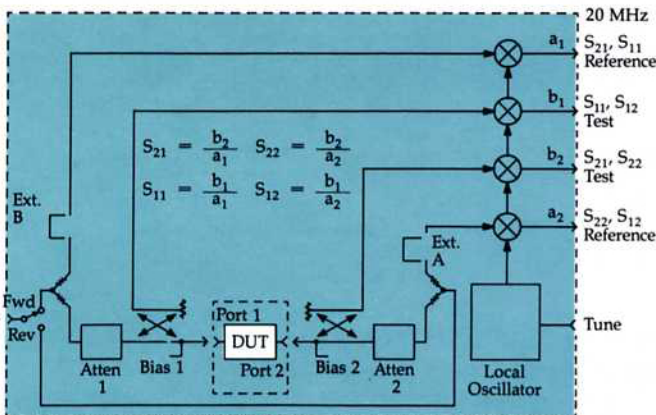 20 MHz
a₁
S₂₁, S₁₁
Reference
b₁
S₁₁, S₁₂
Test
S₂₁ = b₂/a₁ S₂₂ = b₂/a₂
S₁₁ = b₁/a₁ S₁₂ = b₁/a₂
b₂
S₂₁, S₂₂
Test
Ext.
B
a₂
S₂₂, S₁₂
Reference
Ext.
A
Fwd
Rev
Port 1
DUT
Port 2
Atten
1
Bias 1
Bias 2
Atten
2
Local
Oscillator
Tune